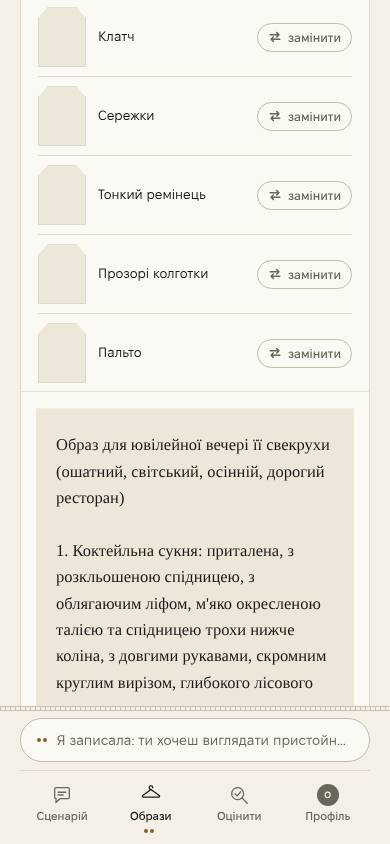 Клатч
замінити
Сережки
замінити
Тонкий ремінець
замінити
Прозорі колготки
замінити
Пальто
замінити
Образ для ювілейної вечері її свекрухи
(ошатний, світський, осінній, дорогий
ресторан)
1. Коктейльна сукня: приталена, з
розкльошеною спідницею, з
облягаючим ліфом, м'яко окресленою
талією та спідницею трохи нижче
коліна, з довгими рукавами, скромним
круглим вирізом, глибокого лісового
Я записала: ти хочеш виглядати пристойн...
Сценарій
Образи
Оцінити
О
Профіль